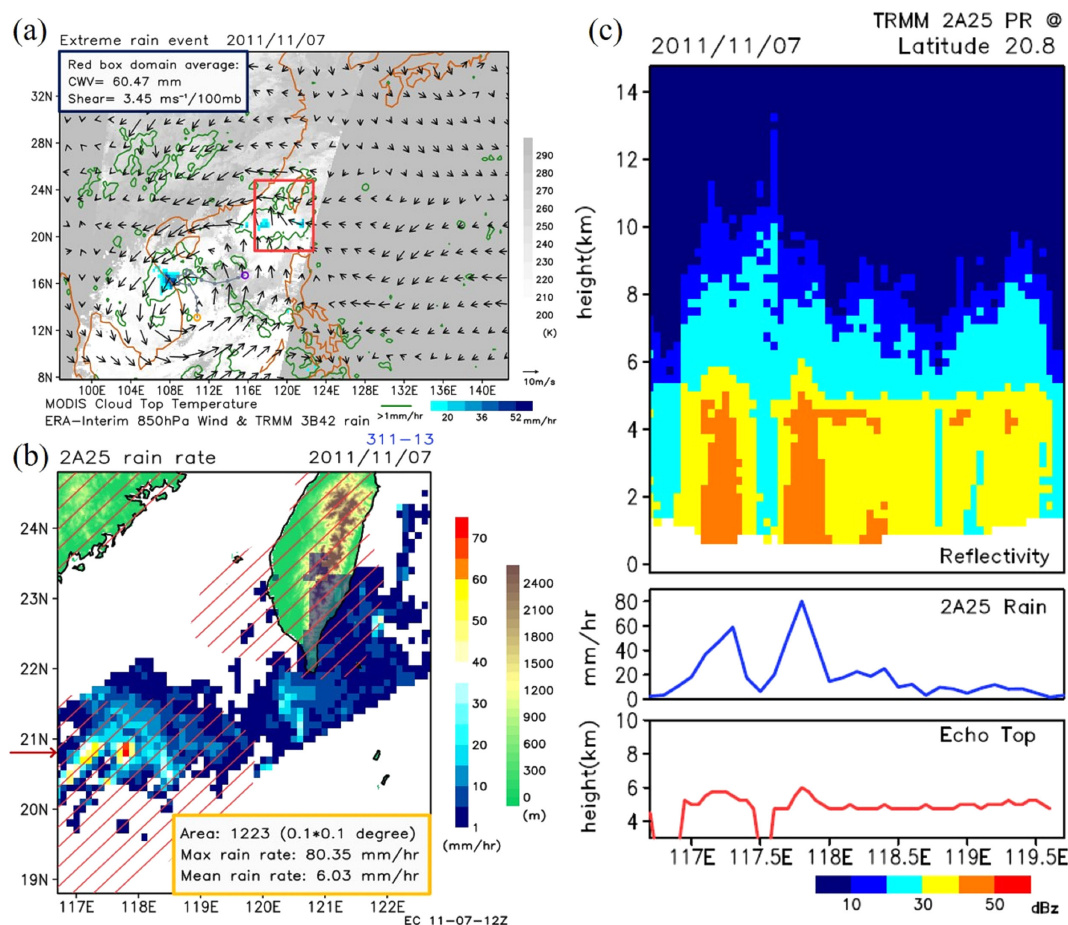 (a)
Extreme rain event 2011/11/07
Red box domain average:
CWV= 60.47 mm
Shear= 3.45 ms⁻¹/100mb
32N
28N
24N
20N
16N
12N
8N
100E 104E 108E 112E 116E 120E 124E 128E 132E 136E 140E
290
280
270
260
250
240
230
220
210
200
(K)
10m/s
MODIS Cloud Top Temperature
>1mm/hr
20 36 52 mm/hr
ERA-Interim 850hPa Wind & TRMM 3B42 rain
(b)
311-13
2A25 rain rate 2011/11/07
24N
23N
22N
21N
20N
19N
117E 118E 119E 120E 121E 122E
70
60
50
40
30
20
10
1
(mm/hr)
2400
2100
1800
1500
1200
900
600
300
0
(m)
Area: 1223 (0.1*0.1 degree)
Max rain rate: 80.35 mm/hr
Mean rain rate: 6.03 mm/hr
EC 11-07-12Z
(c)
TRMM 2A25 PR @
2011/11/07 Latitude 20.8
height(km)
14
12
10
8
6
4
2
0
Reflectivity
2A25 Rain
mm/hr
80
60
40
20
0
Echo Top
height(km)
10
8
6
4
117E 117.5E 118E 118.5E 119E 119.5E
10 30 50 dBz